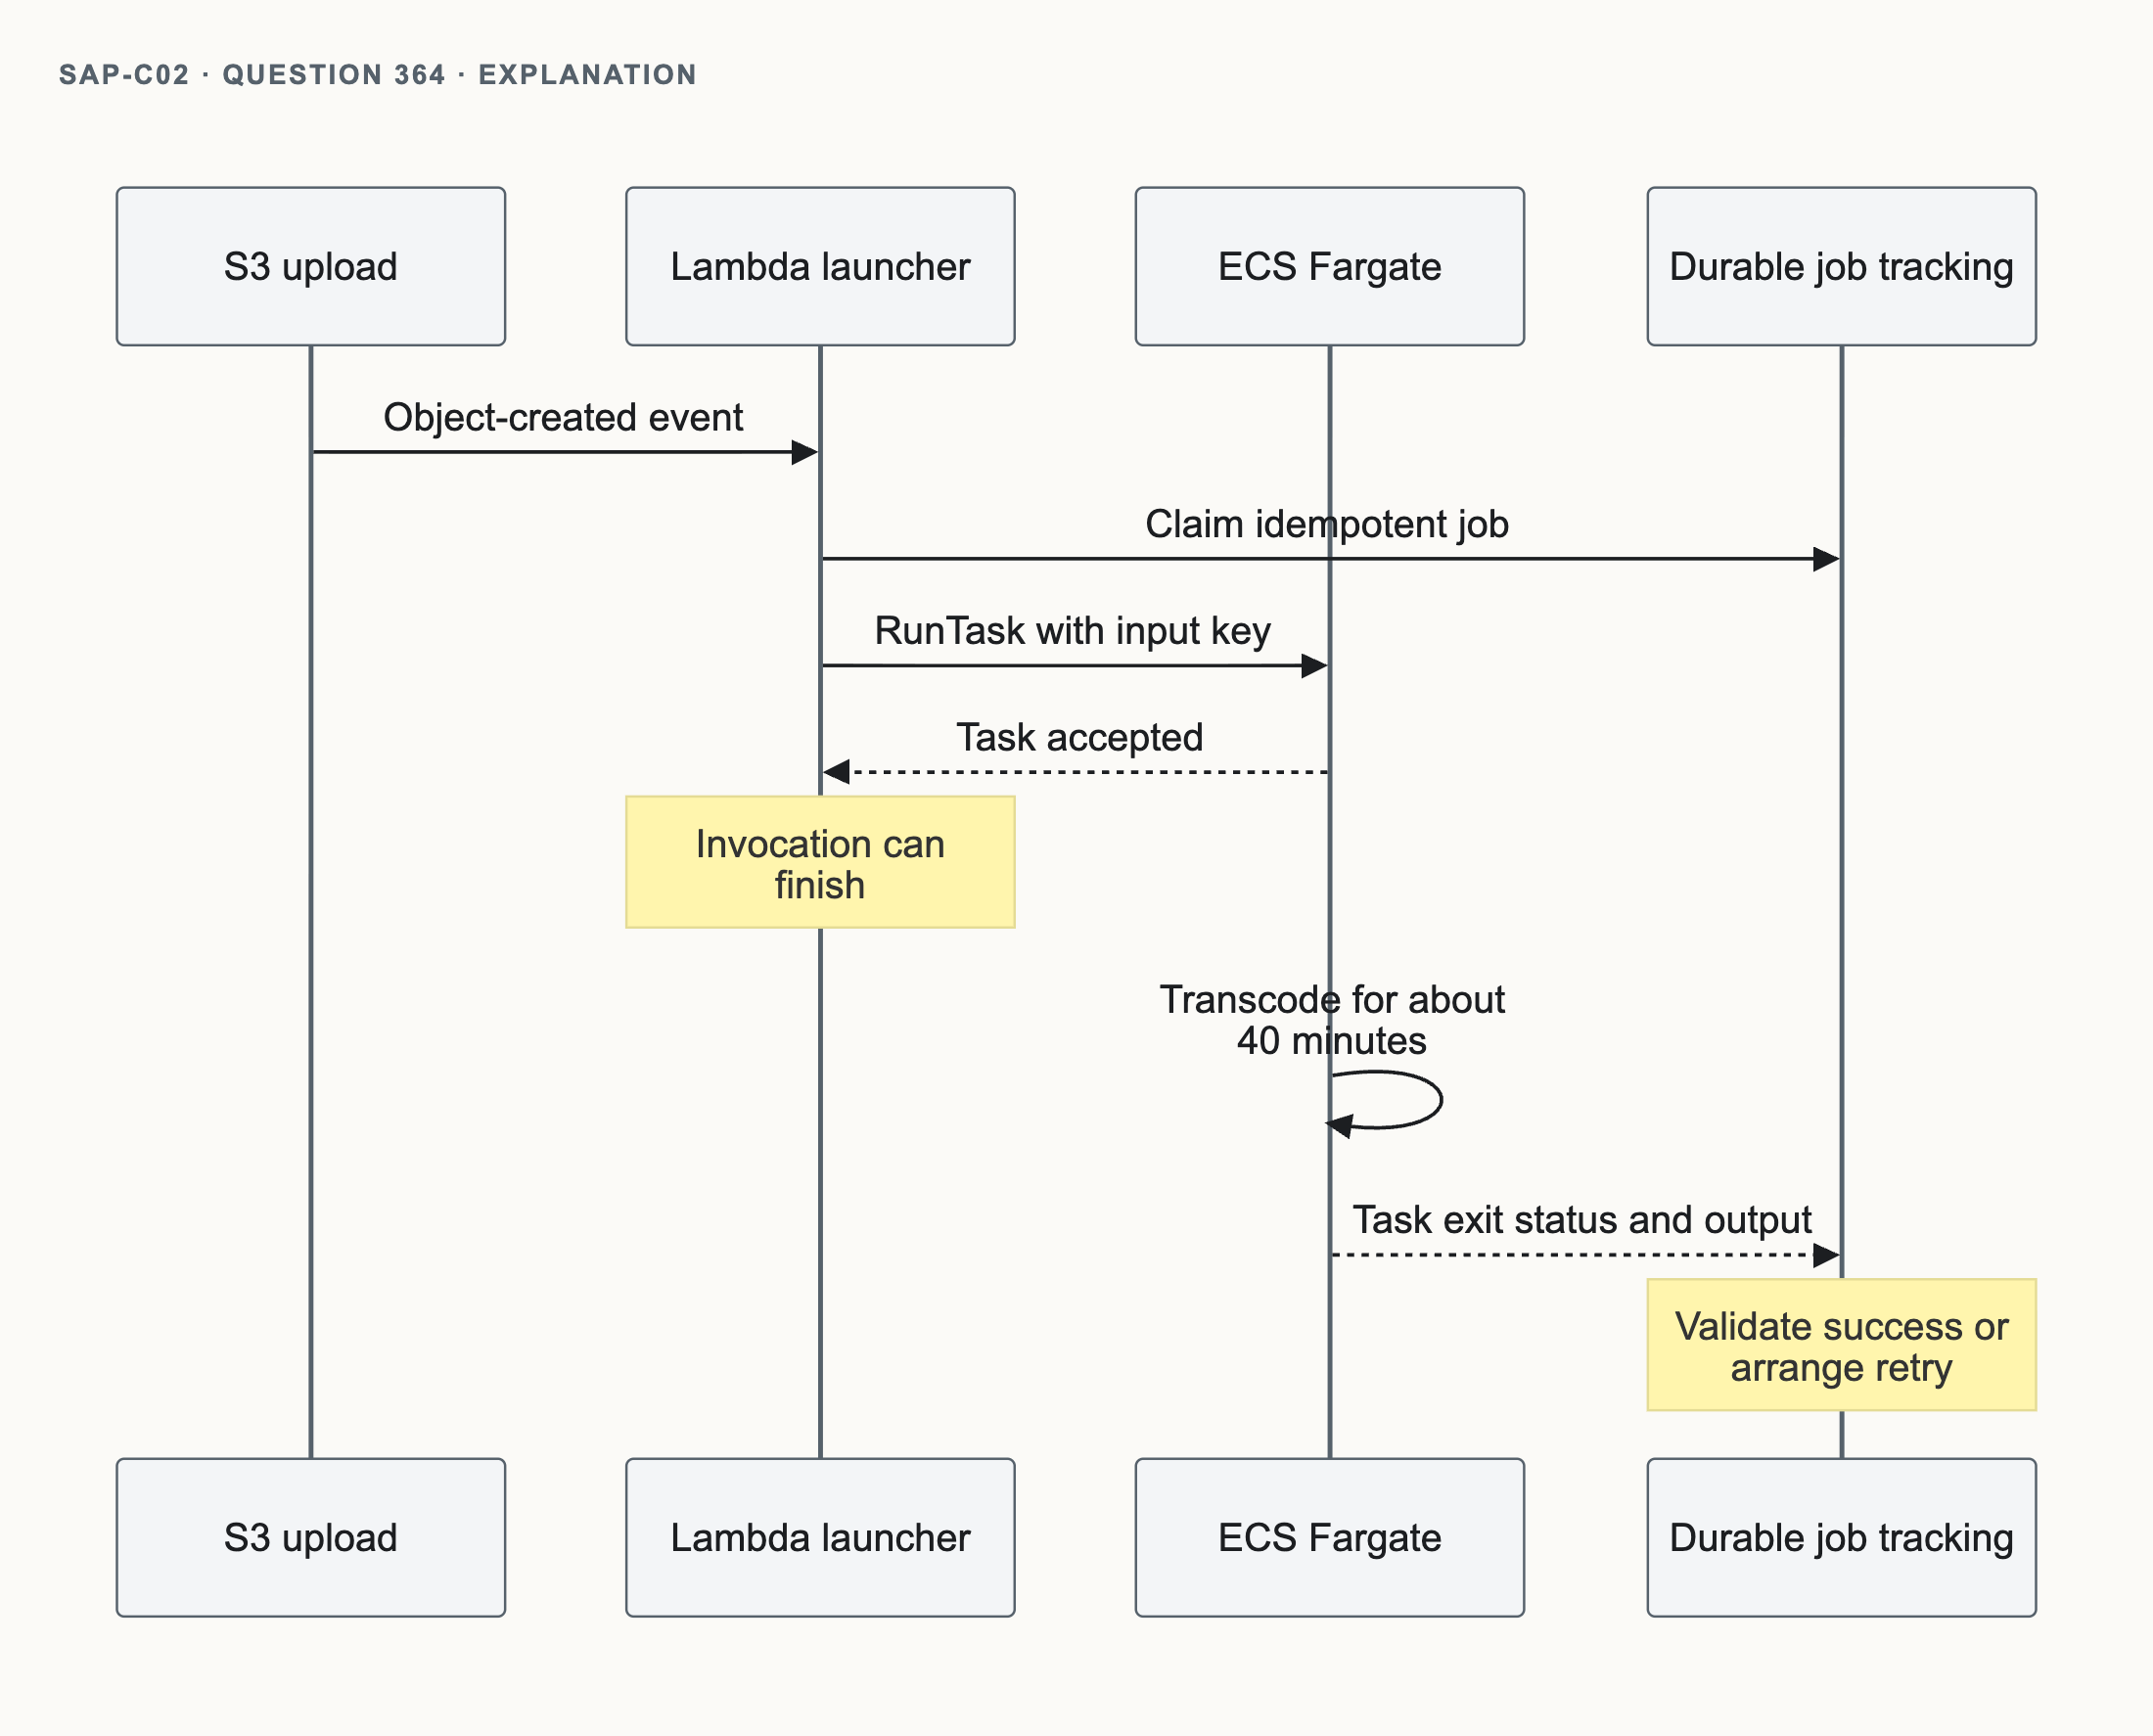 SAP-C02 · QUESTION 364 · EXPLANATION
S3 upload
Lambda launcher
ECS Fargate
Durable job tracking
Object-created event
Claim idempotent job
RunTask with input key
Task accepted
Invocation can
finish
Transcode for about
40 minutes
Task exit status and output
Validate success or
arrange retry
S3 upload
Lambda launcher
ECS Fargate
Durable job tracking